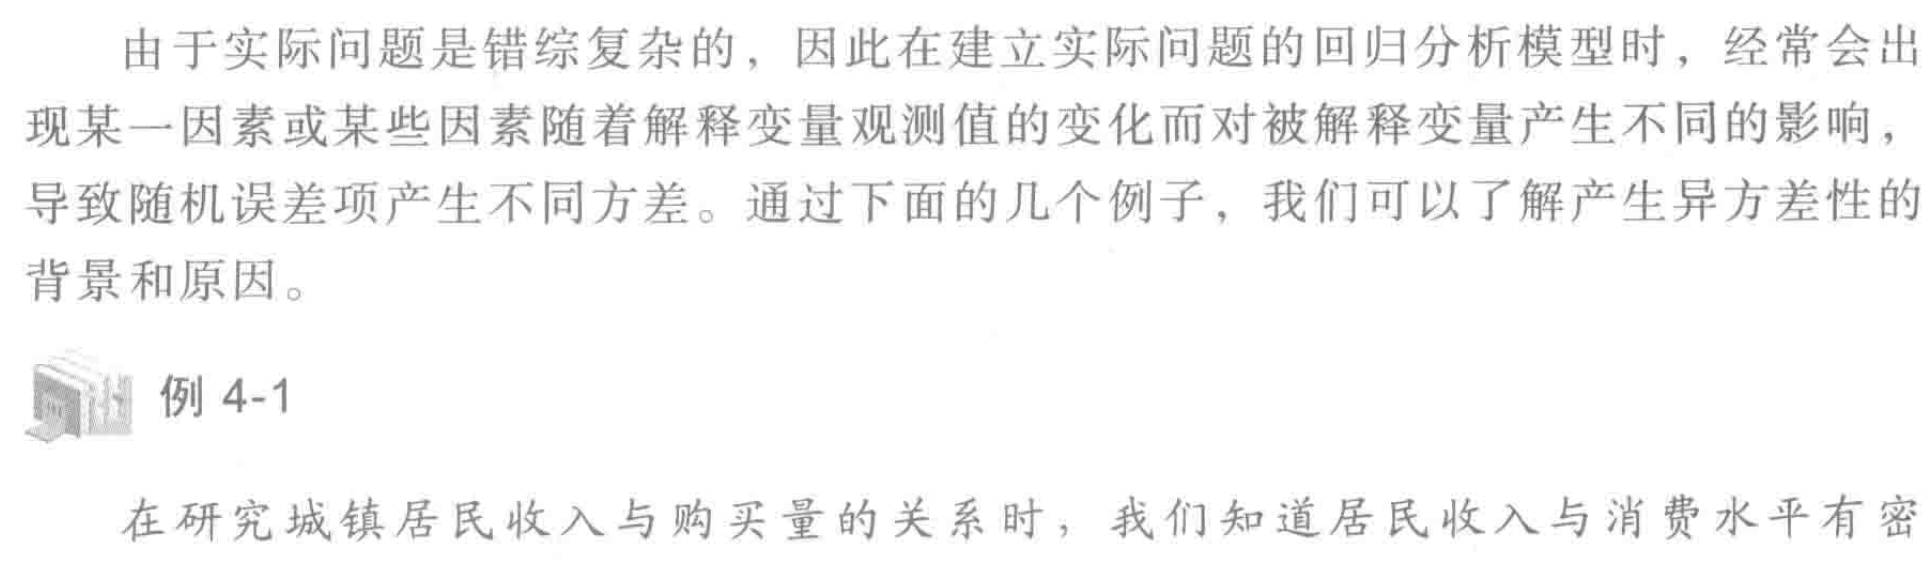 由于实际问题是错综复杂的，因此在建立实际问题的回归分析模型时，经常会出
现某一因素或某些因素随着解释变量观测值的变化而对被解释变量产生不同的影响，
导致随机误差项产生不同方差。通过下面的几个例子，我们可以了解产生异方差性的
背景和原因。
例 4-1
在研究城镇居民收入与购买量的关系时，我们知道居民收入与消费水平有密